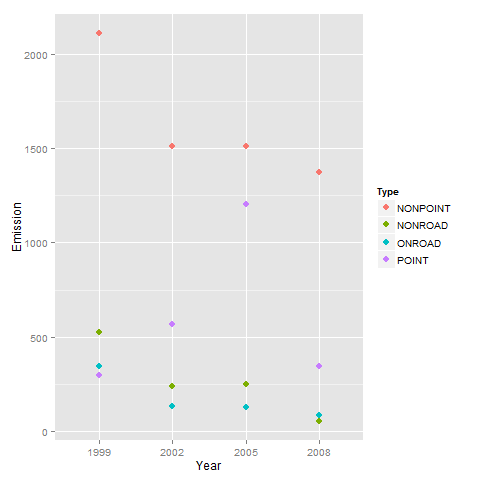 2000
1500
1000
500
0
Emission
1999
2002
2005
2008
Year
Type
NONPOINT
NONROAD
ONROAD
POINT